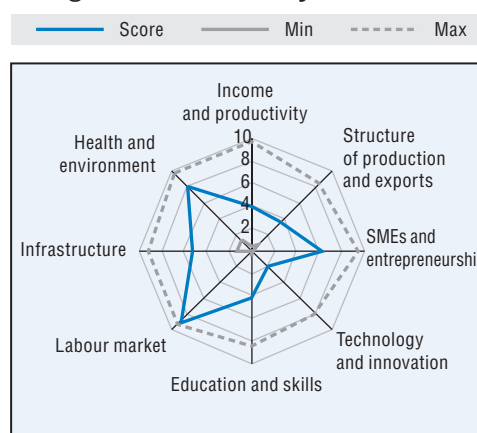 Score Min Max
Income
and productivity
Structure
of production
and exports
SMEs and
entrepreneurshi
Technology
and innovation
Education and skills
Labour market
Infrastructure
Health and
environment
10
8
6
4
2